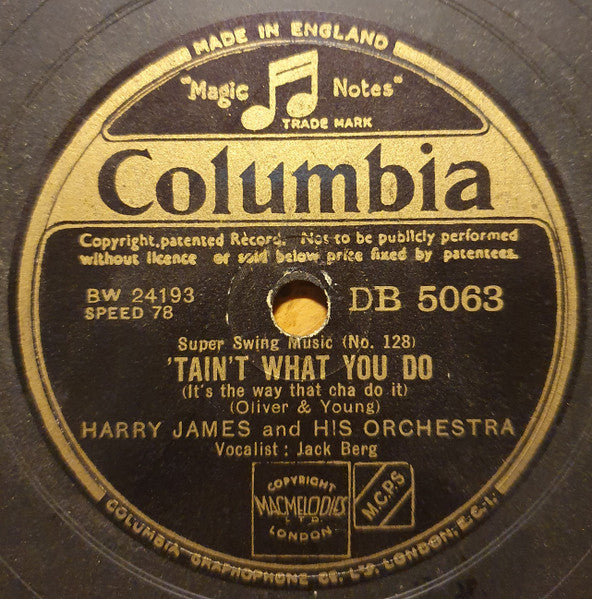 MADE IN ENGLAND
"Magic Notes"
TRADE MARK
Columbia
Copyright, patented Record. Not to be publicly performed
without licence or sold below price fixed by patentees.
BW 24193
DB 5063
SPEED 78
Super Swing Music (No. 128)
'TAIN'T WHAT YOU DO
(It's the way that cha do it)
(Oliver & Young)
HARRY JAMES and HIS ORCHESTRA
Vocalist : Jack Berg
COPYRIGHT
MACMELODIES
LTD
LONDON
M.C.P.S
COLUMBIA GRAPHOPHONE CO. LTD. LONDON, E.C.1.